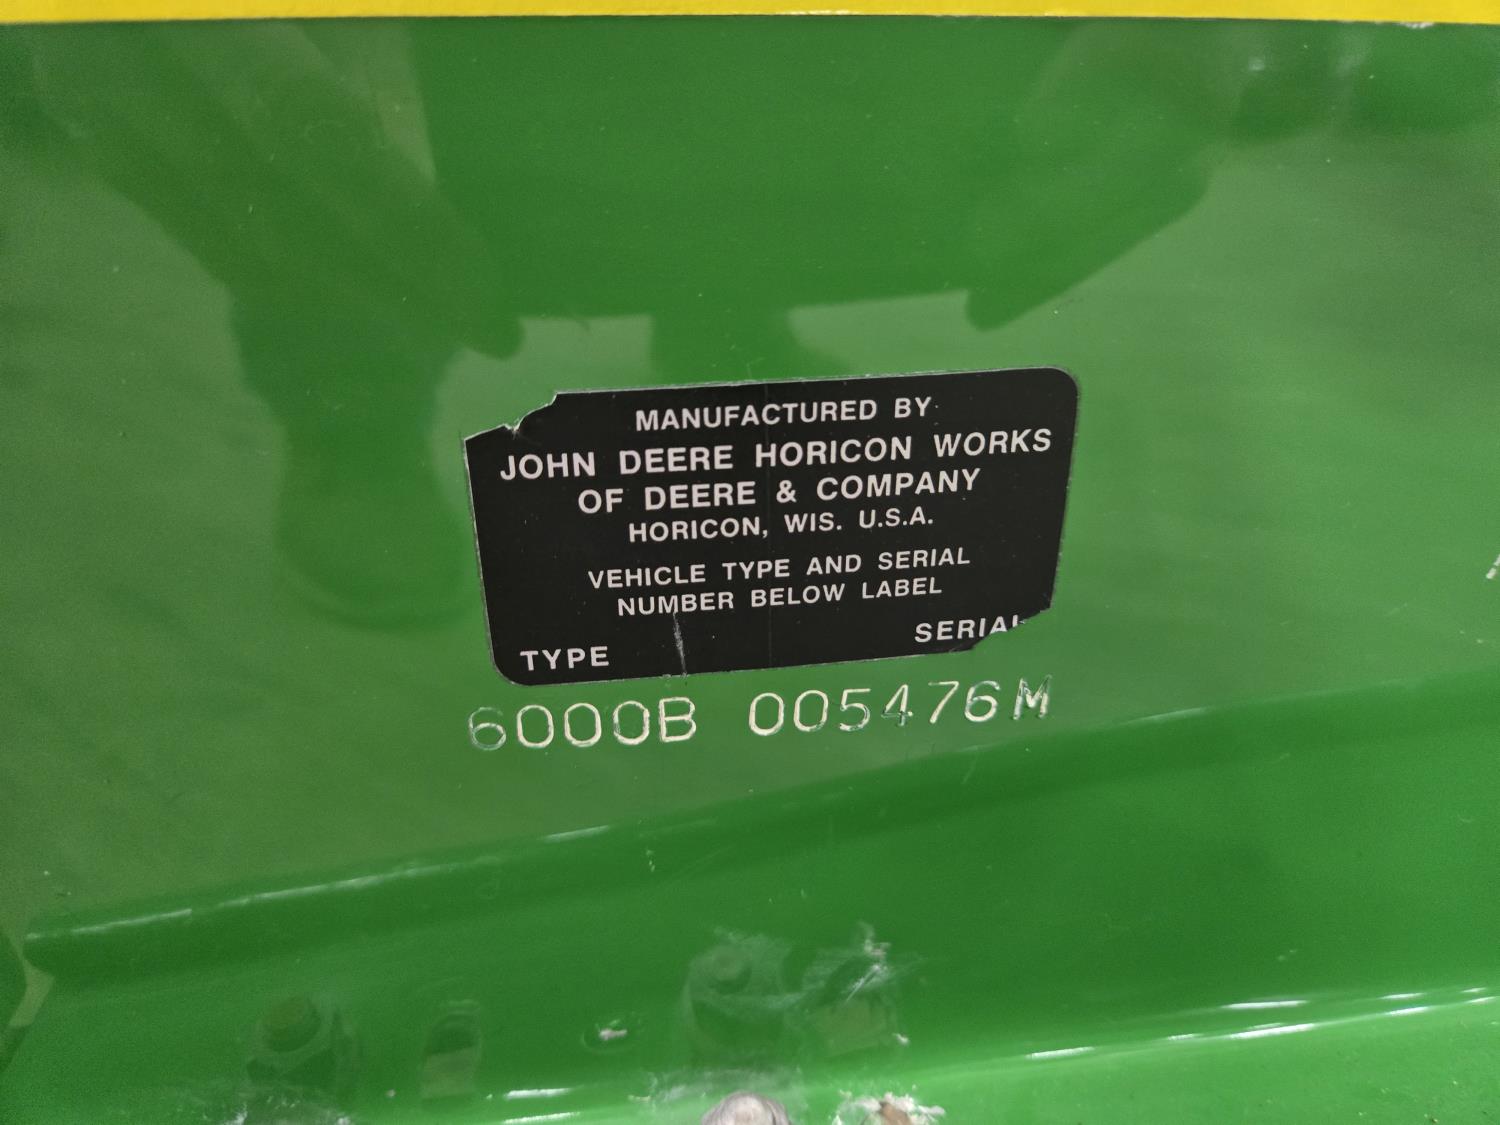 MANUFACTURED BY
JOHN DEERE HORICON WORKS
OF DEERE & COMPANY
HORICON, WIS. U.S.A.
VEHICLE TYPE AND SERIAL
NUMBER BELOW LABEL
TYPE SERIAL
6000B 005476M